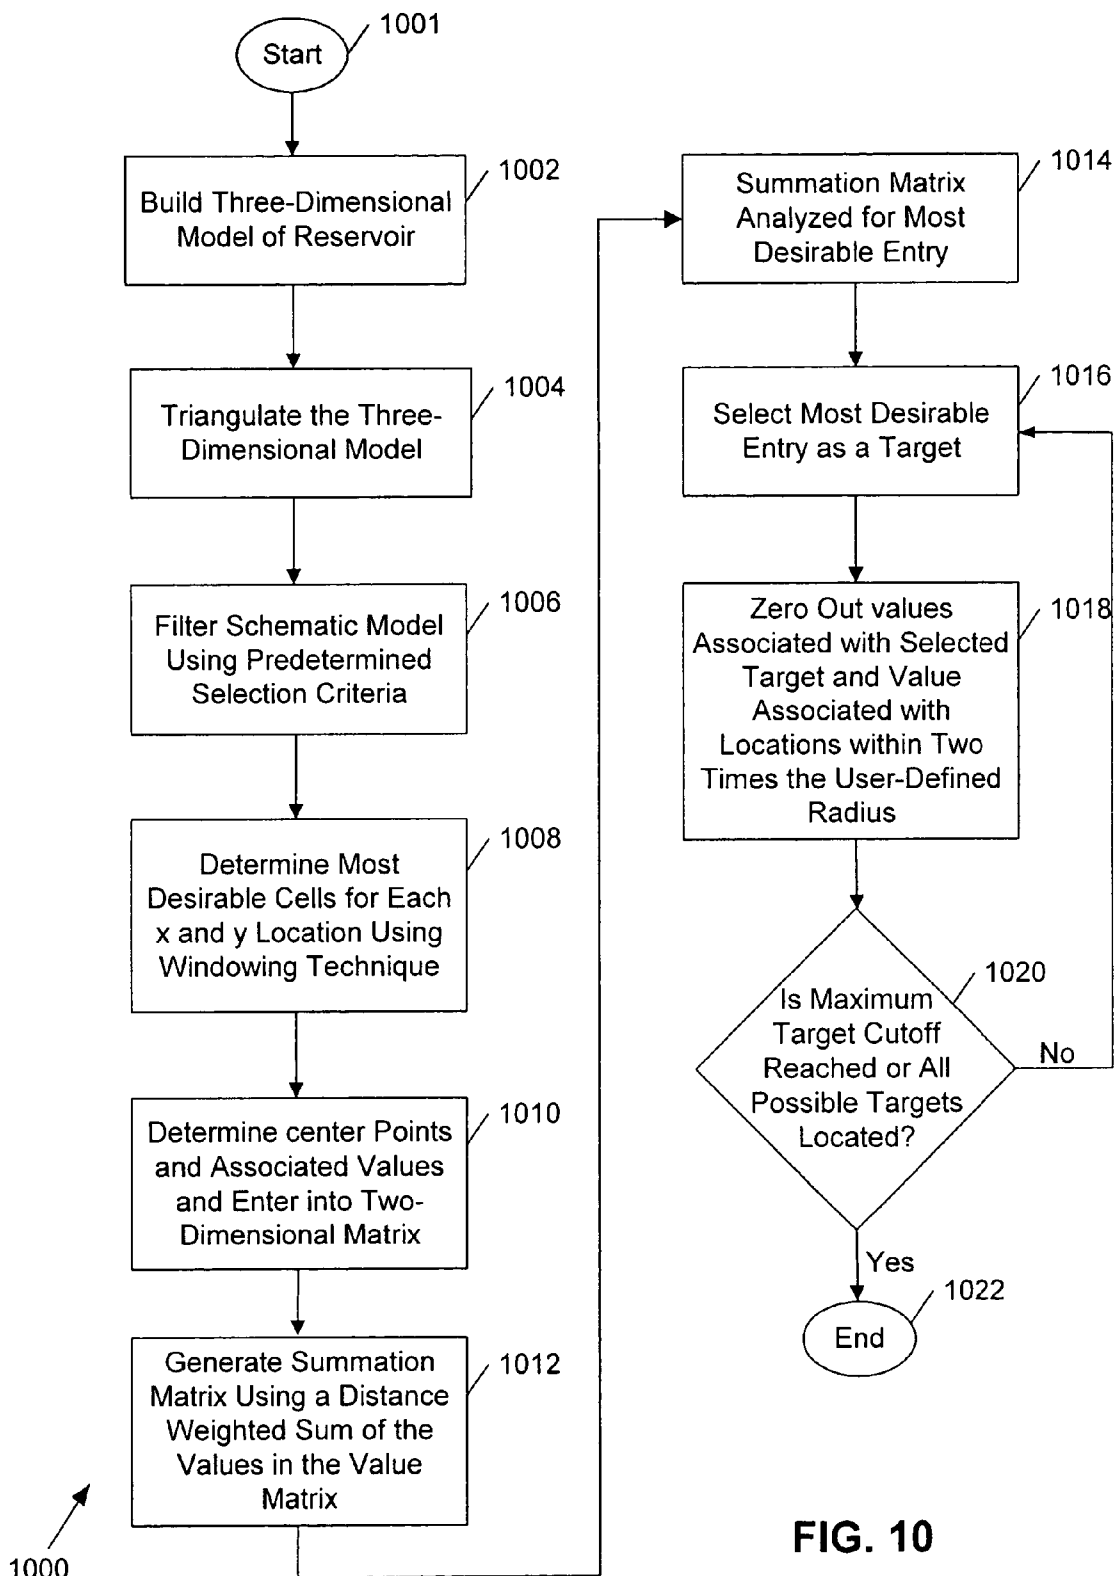 1001
Start
1002
Build Three-Dimensional
Model of Reservoir
1004
Triangulate the Three-
Dimensional Model
1006
Filter Schematic Model
Using Predetermined
Selection Criteria
1008
Determine Most
Desirable Cells for Each
x and y Location Using
Windowing Technique
1010
Determine center Points
and Associated Values
and Enter into Two-
Dimensional Matrix
1012
Generate Summation
Matrix Using a Distance
Weighted Sum of the
Values in the Value
Matrix
1000
1014
Summation Matrix
Analyzed for Most
Desirable Entry
1016
Select Most Desirable
Entry as a Target
1018
Zero Out values
Associated with Selected
Target and Value
Associated with
Locations within Two
Times the User-Defined
Radius
1020
Is Maximum
Target Cutoff
Reached or All
Possible Targets
Located?
No
Yes
1022
End
FIG. 10